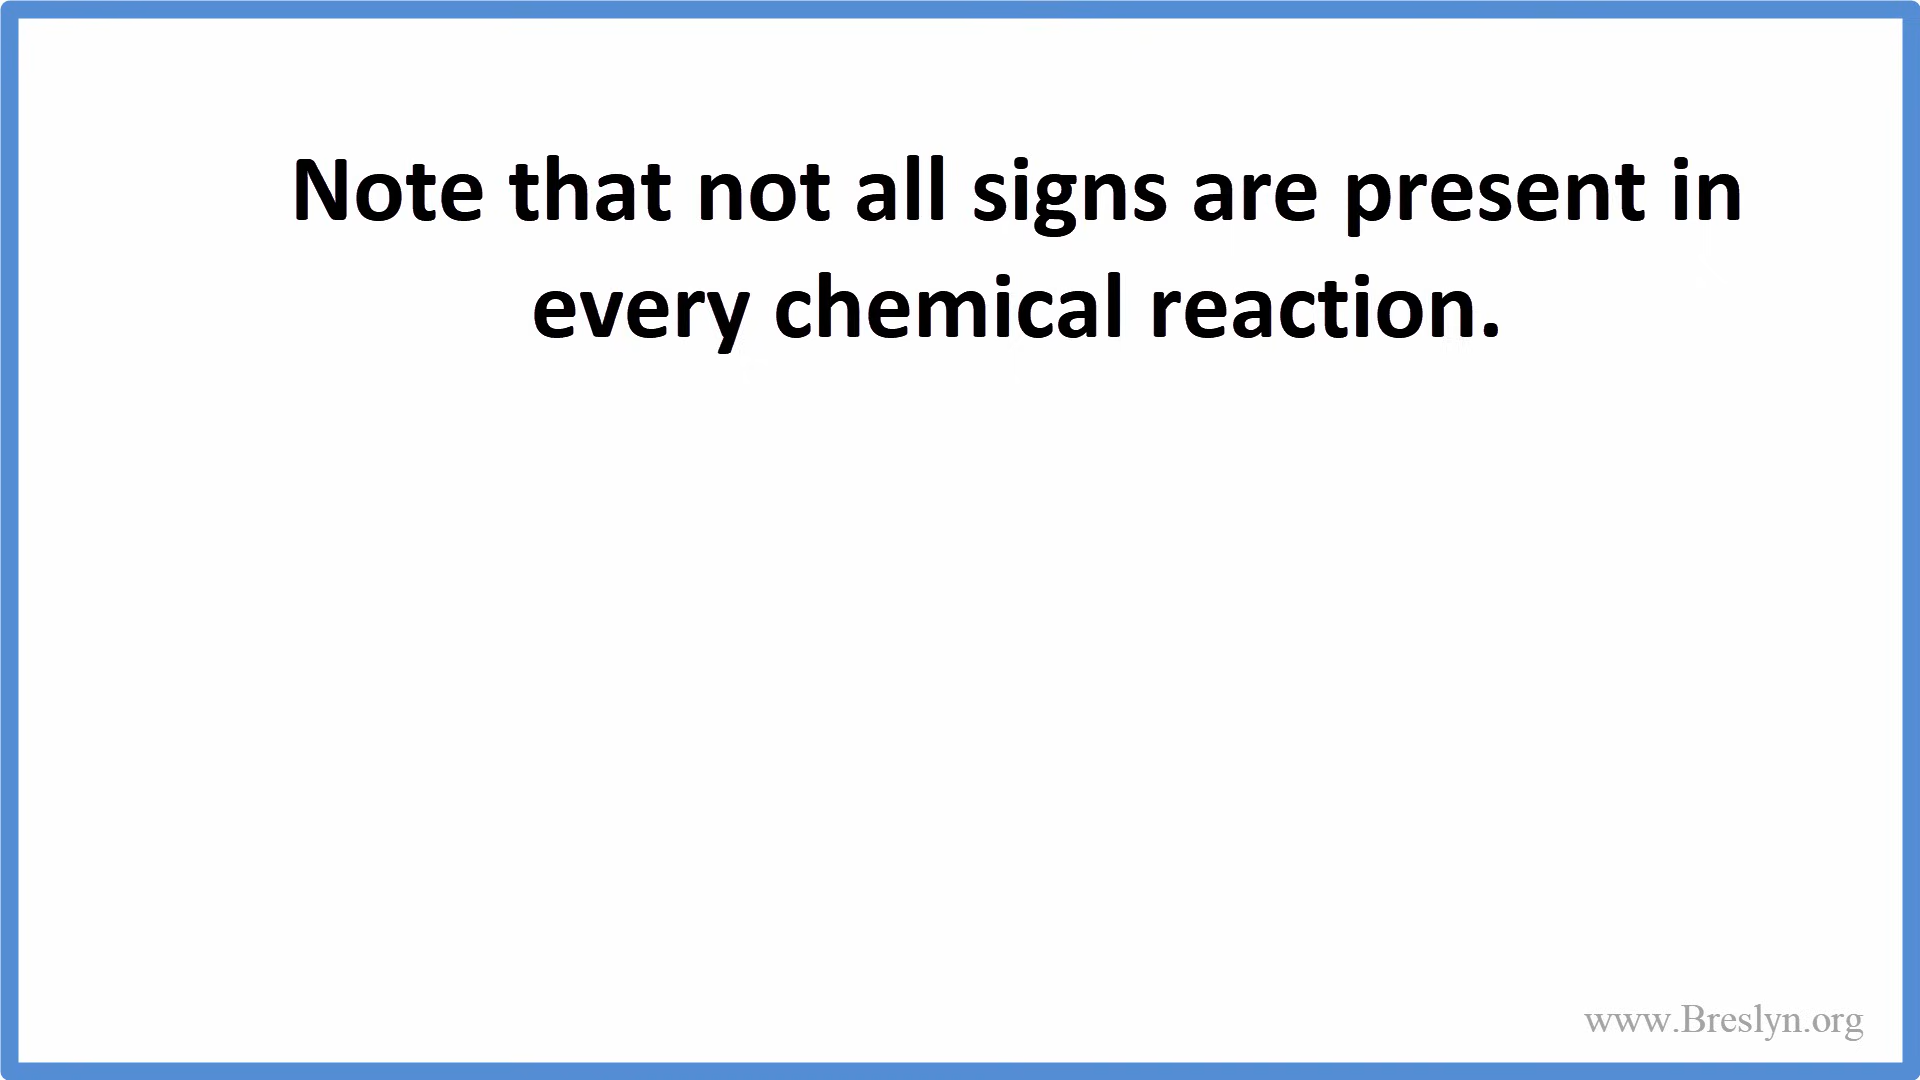 Note that not all signs are present in
every chemical reaction.
www.Breslyn.org